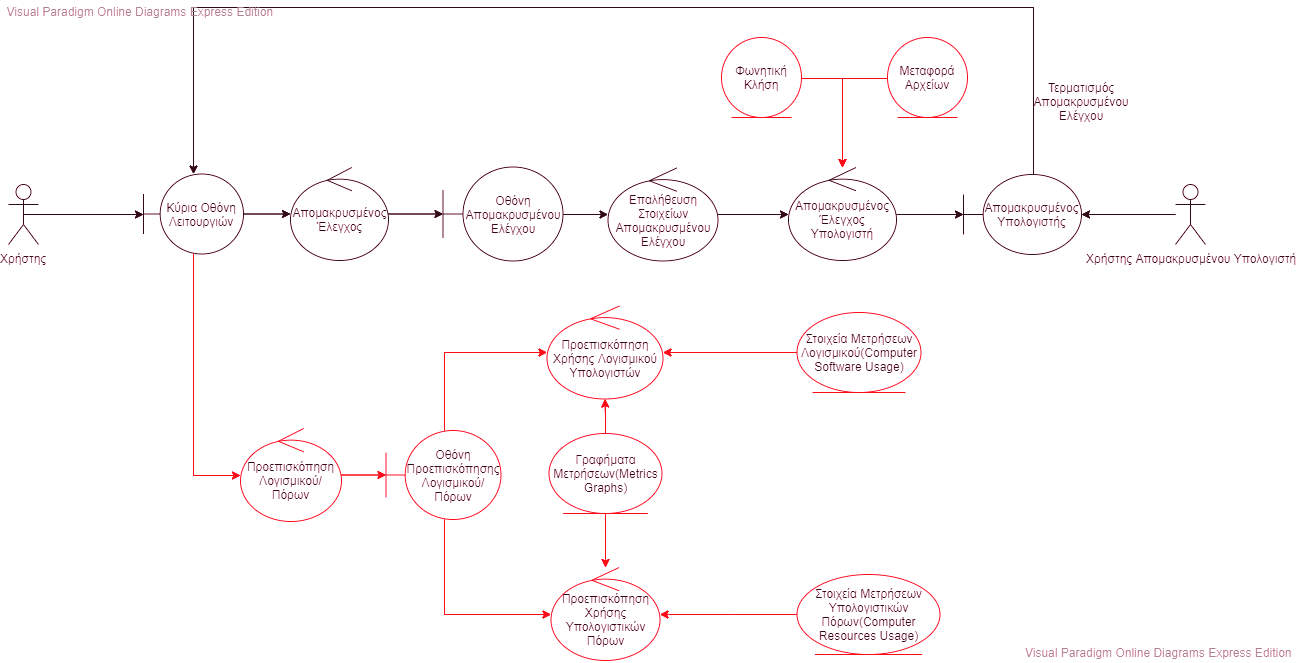 Visual Paradigm Online Diagrams Express Edition
Φωνητική
Κλήση
Μεταφορά
Αρχείων
Τερματισμός
Απομακρυσμένου
Ελέγχου
Χρήστης
Κύρια Οθόνη
Λειτουργιών
Απομακρυσμένος
Έλεγχος
Οθόνη
Απομακρυσμένου
Ελέγχου
Επαλήθευση
Στοιχείων
Απομακρυσμένου
Ελέγχου
Απομακρυσμένος
Έλεγχος
Υπολογιστή
Απομακρυσμένος
Υπολογιστής
Χρήστης Απομακρυσμένου Υπολογιστή
Προεπισκόπηση
Χρήσης Λογισμικού
Υπολογιστών
Στοιχεία Μετρήσεων
Λογισμικού(Computer
Software Usage)
Προεπισκόπηση
Λογισμικού/
Πόρων
Οθόνη
Προεπισκόπησης
Λογισμικού/
Πόρων
Γραφήματα
Μετρήσεων(Metrics
Graphs)
Προεπισκόπηση
Χρήσης
Υπολογιστικών
Πόρων
Στοιχεία Μετρήσεων
Υπολογιστικών
Πόρων(Computer
Resources Usage)
Visual Paradigm Online Diagrams Express Edition